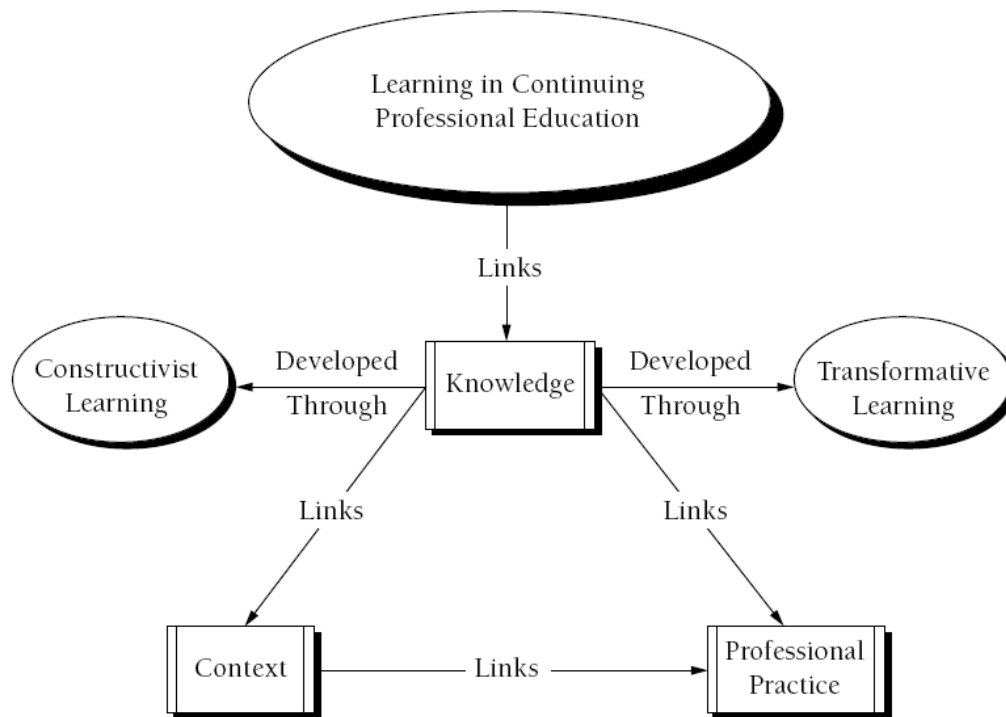 Learning in Continuing
Professional Education
Links
Constructivist
Learning
Developed
Through
Knowledge
Developed
Through
Transformative
Learning
Links
Links
Context
Links
Professional
Practice